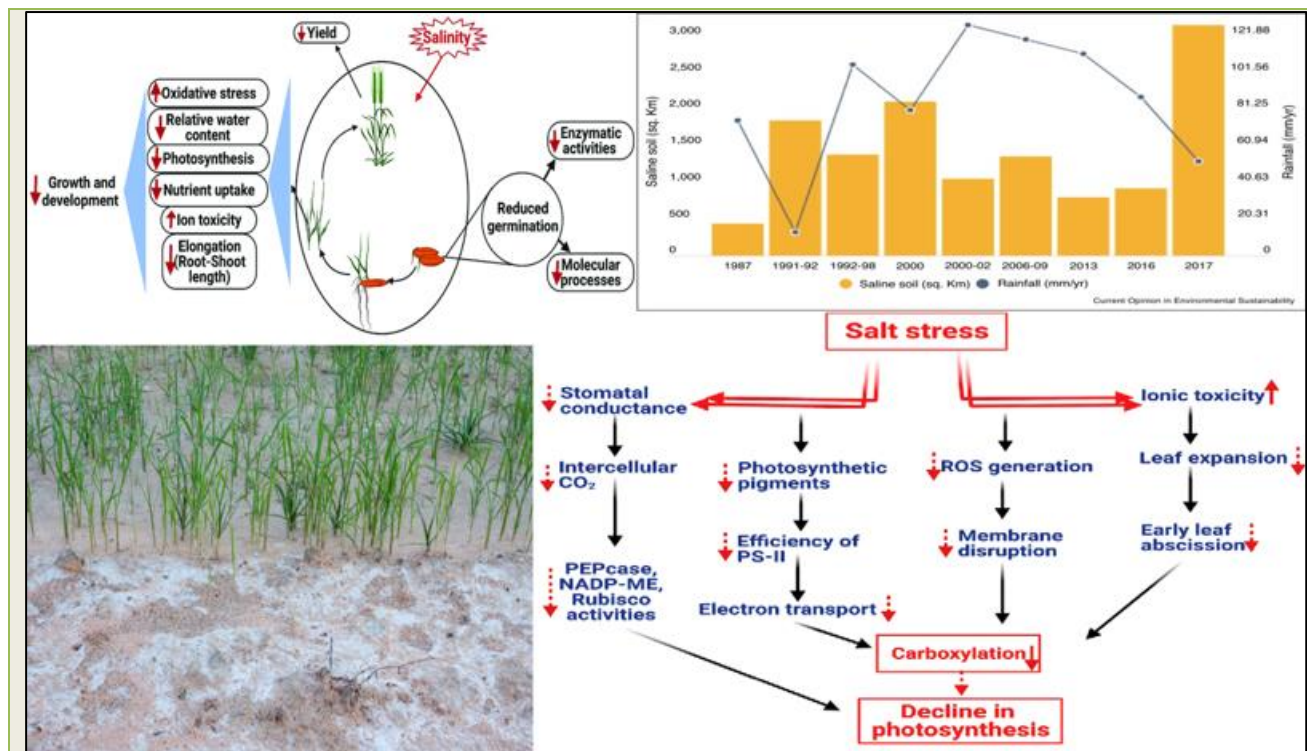 Yield
Salinity
Oxidative stress
Relative water
content
Photosynthesis
Nutrient uptake
Ion toxicity
Elongation
(Root-Shoot
length)
Growth and
development
Enzymatic
activities
Reduced
germination
Molecular
processes
3,000
2,500
2,000
1,500
1,000
500
0
Saline soil (sq. Km)
121.88
101.56
81.25
60.94
40.63
20.31
0
Rainfall (mm/yr)
1987 1991-92 1992-98 2000 2000-02 2006-09 2013 2016 2017
Saline soil (sq. Km) Rainfall (mm/yr)
Current Opinion in Environmental Sustainability
Salt stress
Stomatal
conductance
Intercellular
CO₂
PEPcase,
NADP-ME,
Rubisco
activities
Photosynthetic
pigments
Efficiency of
PS-II
Electron transport
ROS generation
Membrane
disruption
Ionic toxicity
Leaf expansion
Early leaf
abscission
Carboxylation
Decline in
photosynthesis